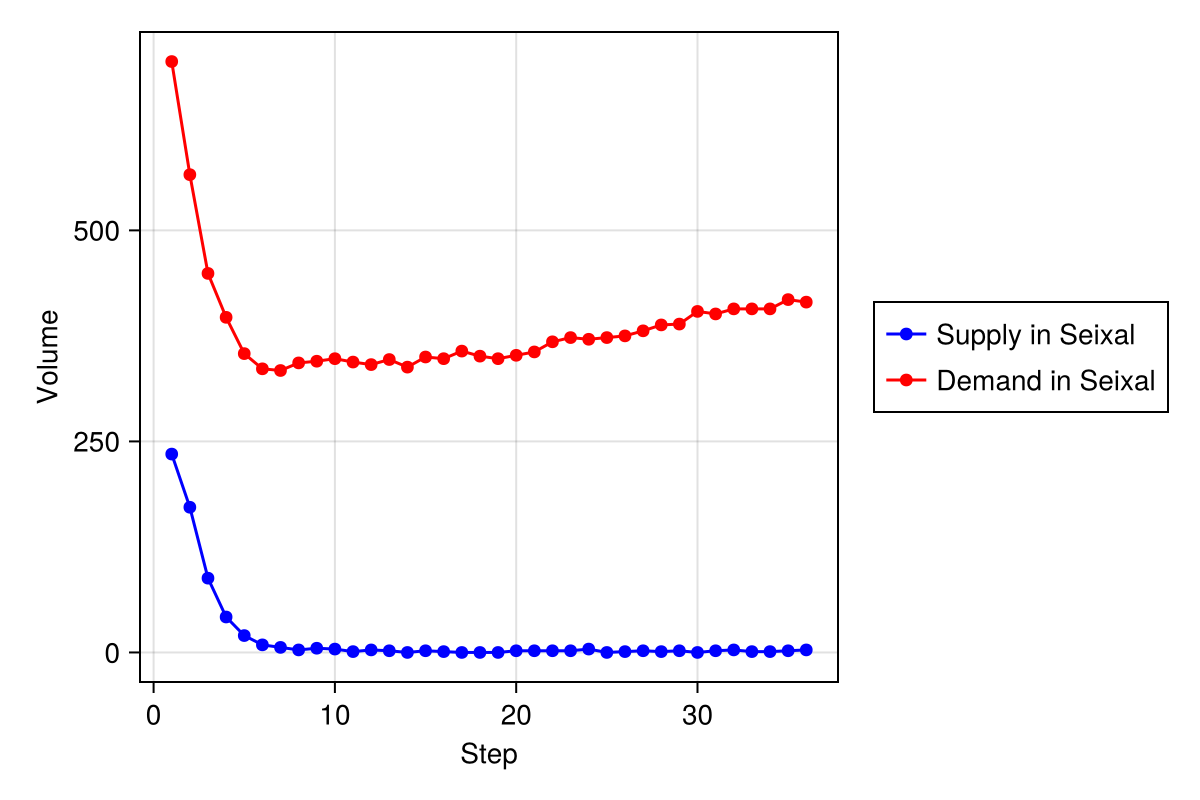 Volume
500
250
0
0 10 20 30
Step
Supply in Seixal
Demand in Seixal